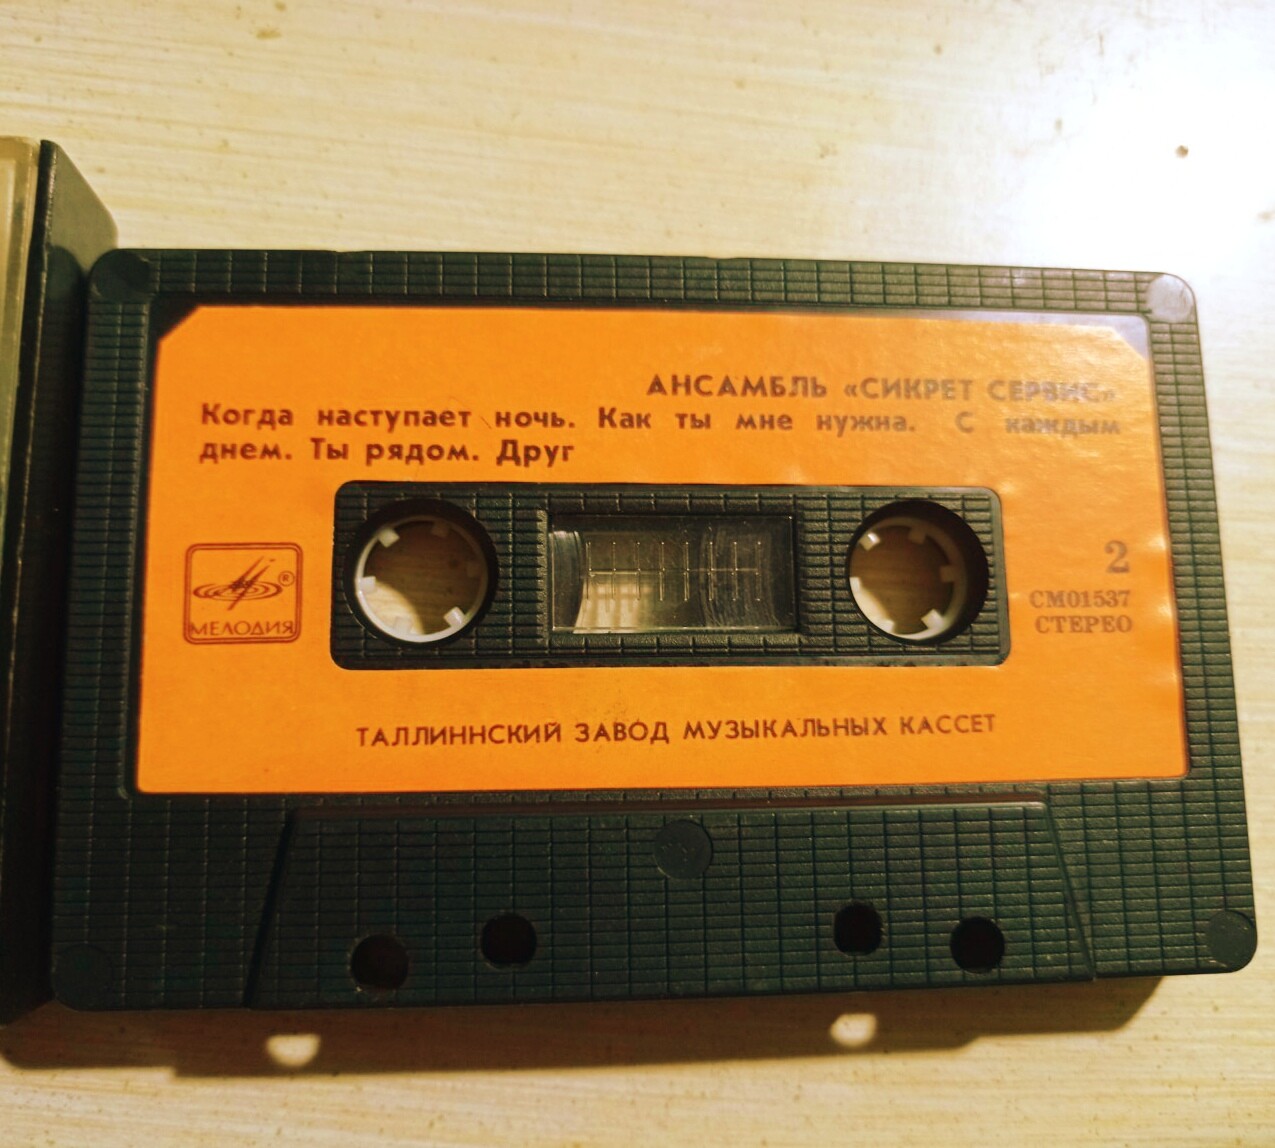 АНСАМБЛЬ «СИКРЕТ СЕРВИС»
Когда наступает ночь. Как ты мне нужна. С каждым
днем. Ты рядом. Друг
®
МЕЛОДИЯ
2
СМ01537
СТЕРЕО
ТАЛЛИННСКИЙ ЗАВОД МУЗЫКАЛЬНЫХ КАССЕТ